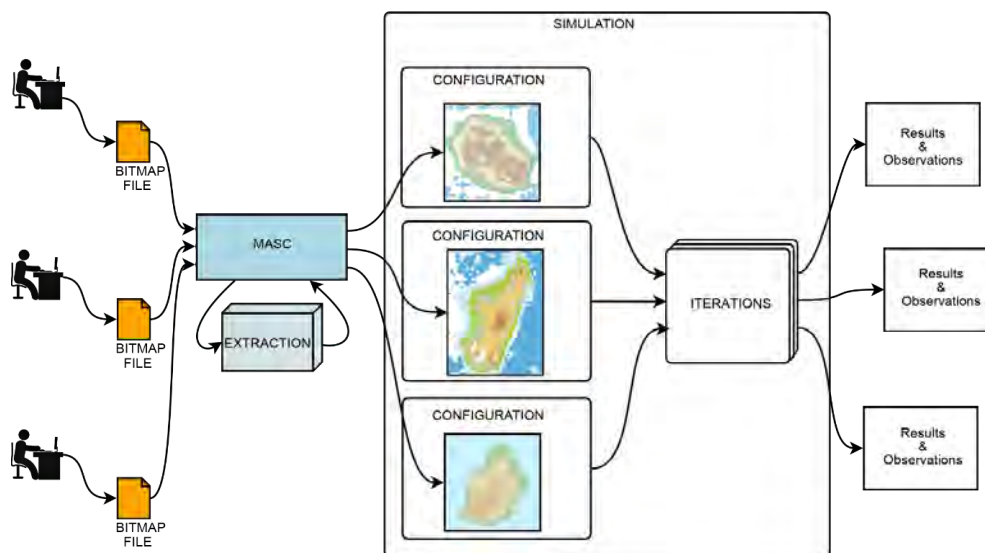 SIMULATION
CONFIGURATION
BITMAP
FILE
Results
&
Observations
MASC
CONFIGURATION
EXTRACTION
BITMAP
FILE
ITERATIONS
Results
&
Observations
CONFIGURATION
BITMAP
FILE
Results
&
Observations